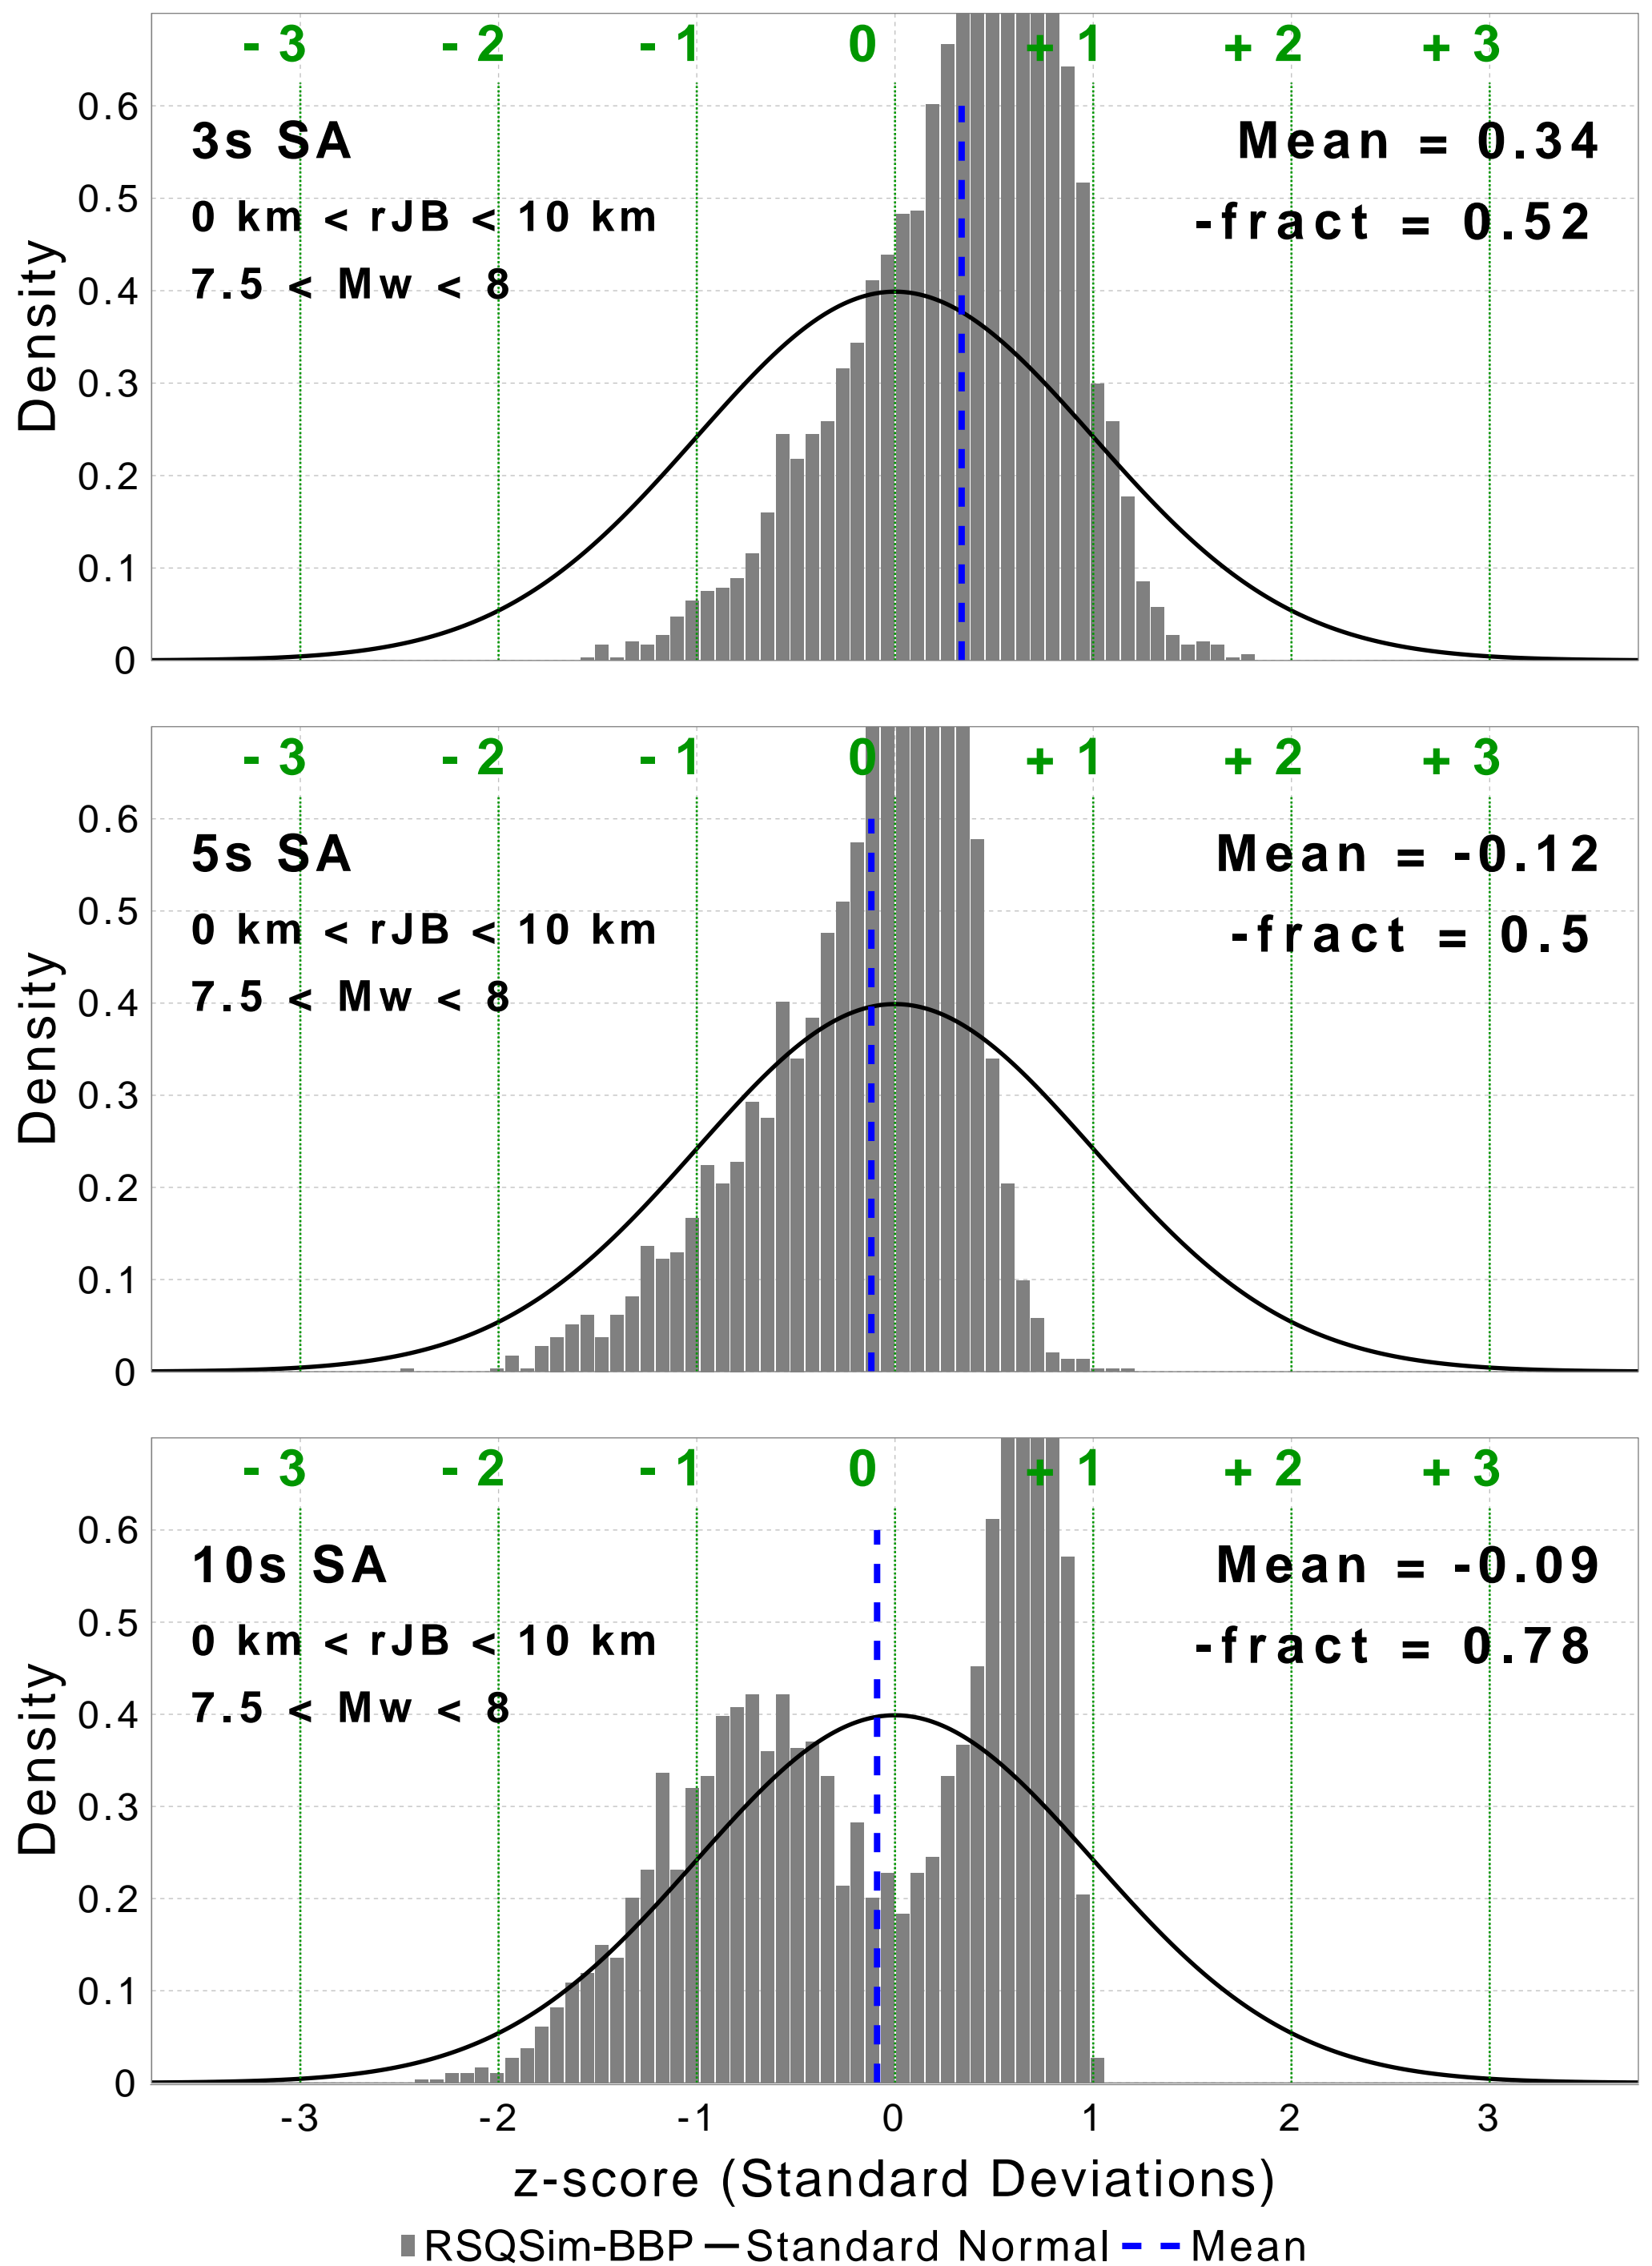 - 3 - 2 - 1 0 + 1 + 2 + 3
0.6
3s SA
Mean = 0.34
0.5
0 km < rJB < 10 km
-fract = 0.52
7.5 < Mw < 8
0.4
Density
0.3
0.2
0.1
0
- 3 - 2 - 1 0 + 1 + 2 + 3
0.6
5s SA
Mean = -0.12
0.5
0 km < rJB < 10 km
-fract = 0.5
7.5 < Mw < 8
0.4
Density
0.3
0.2
0.1
0
- 3 - 2 - 1 0 + 1 + 2 + 3
0.6
10s SA
Mean = -0.09
0.5
0 km < rJB < 10 km
-fract = 0.78
7.5 < Mw < 8
0.4
Density
0.3
0.2
0.1
0
-3 -2 -1 0 1 2 3
z-score (Standard Deviations)
RSQSim-BBP Standard Normal Mean